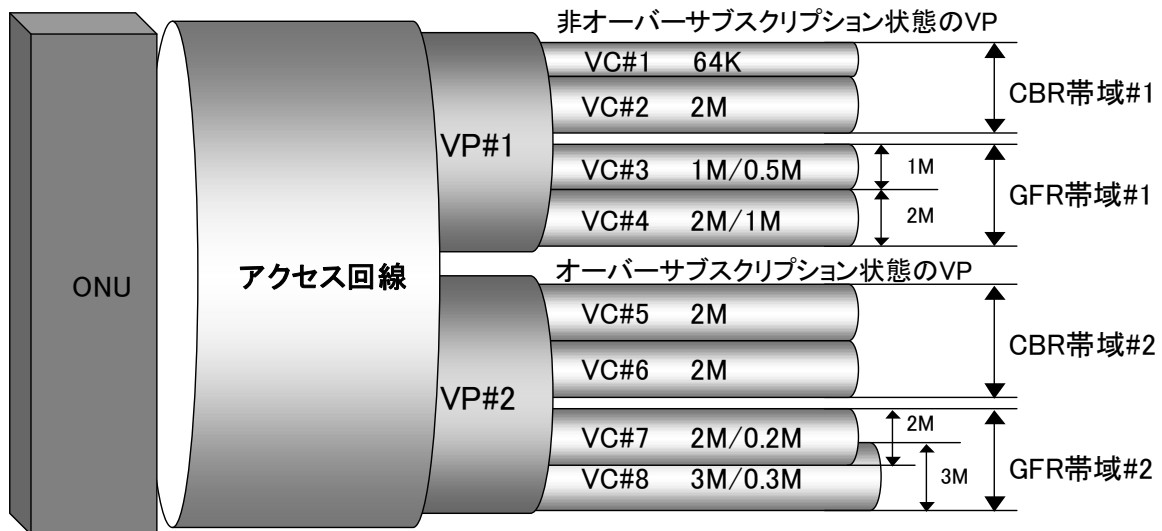 非オーバーサブスクリプション状態のVP
VC#1 64K
VC#2 2M
CBR帯域#1
VP#1
VC#3 1M/0.5M
1M
VC#4 2M/1M
2M
GFR帯域#1
ONU
アクセス回線
オーバーサブスクリプション状態のVP
VC#5 2M
VC#6 2M
CBR帯域#2
VP#2
VC#7 2M/0.2M
2M
VC#8 3M/0.3M
3M
GFR帯域#2